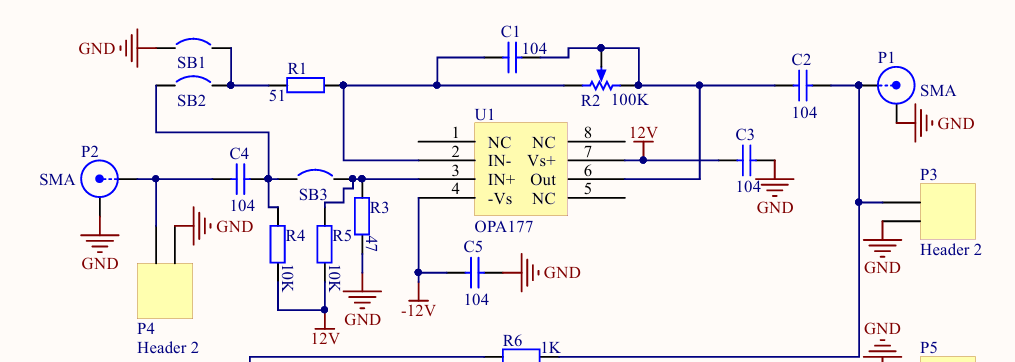 C1
104
GND
SB1
SB2
R1
51
R2
100K
C2
104
P1
SMA
GND
U1
1
2
3
4
NC
IN-
IN+
-Vs
NC
Vs+
Out
NC
8
7
6
5
OPA177
12V
C3
104
GND
P2
SMA
GND
C4
104
SB3
GND
P4
Header 2
R4
10K
R5
10K
R3
47
12V
GND
C5
104
GND
-12V
P3
Header 2
GND
R6
1K
GND
P5